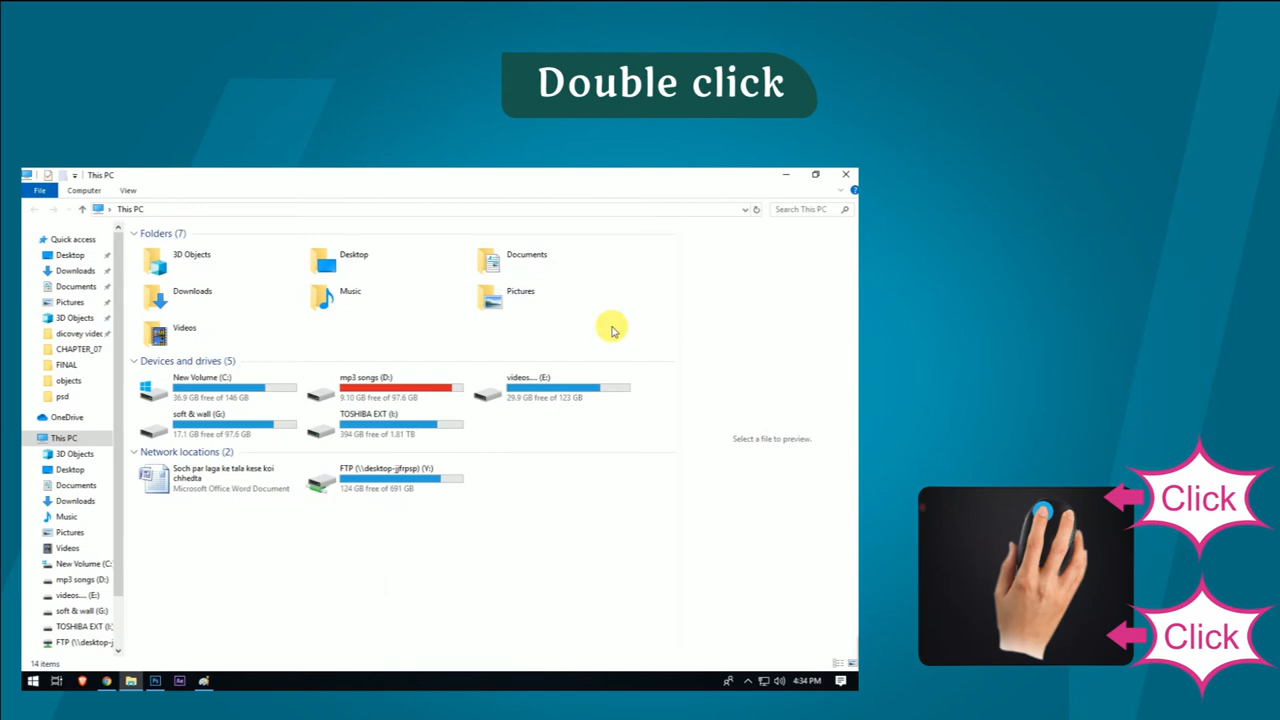 Double click
This PC
File Computer View
This PC
Search This PC
Quick access
Desktop
Downloads
Documents
Pictures
3D Objects
dicovey video
CHAPTER_07
FINAL
objects
psd
OneDrive
This PC
3D Objects
Desktop
Documents
Downloads
Music
Pictures
Videos
New Volume (C:
mp3 songs (D:)
videos.... (E:)
soft & wall (G:)
TOSHIBA EXT (I:)
FTP (\\desktop-j
14 items
Folders (7)
3D Objects
Desktop
Documents
Downloads
Music
Pictures
Videos
Devices and drives (5)
New Volume (C:)
36.9 GB free of 146 GB
mp3 songs (D:)
9.10 GB free of 97.6 GB
videos.... (E:)
29.9 GB free of 123 GB
soft & wall (G:)
17.1 GB free of 97.6 GB
TOSHIBA EXT (I:)
394 GB free of 1.81 TB
Network locations (2)
Soch par laga ke tala kese koi
chhedta
Microsoft Office Word Document
FTP (\\desktop-jjfrpsp) (Y:)
124 GB free of 691 GB
Select a file to preview.
4:34 PM
Click
Click